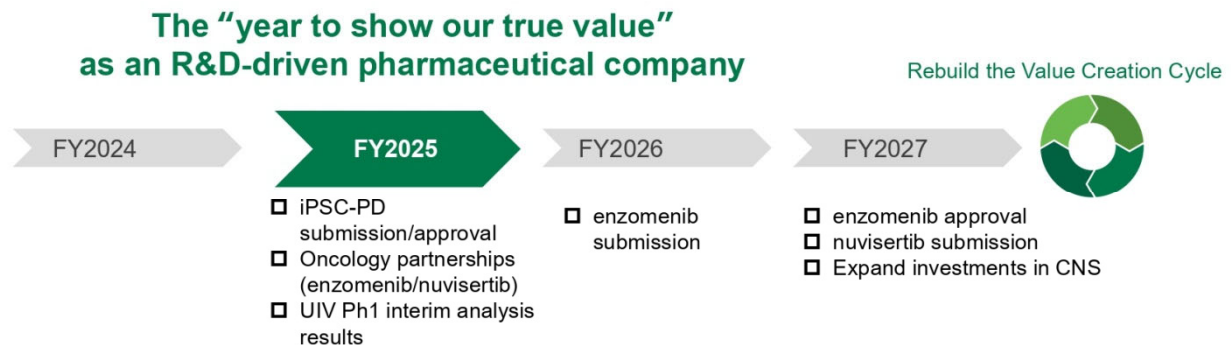 The “year to show our true value”
as an R&D-driven pharmaceutical company
Rebuild the Value Creation Cycle
FY2024
FY2025
FY2026
FY2027
iPSC-PD
submission/approval
Oncology partnerships
(enzomenib/nuvisertib)
UIV Ph1 interim analysis
results
enzomenib
submission
enzomenib approval
nuvisertib submission
Expand investments in CNS